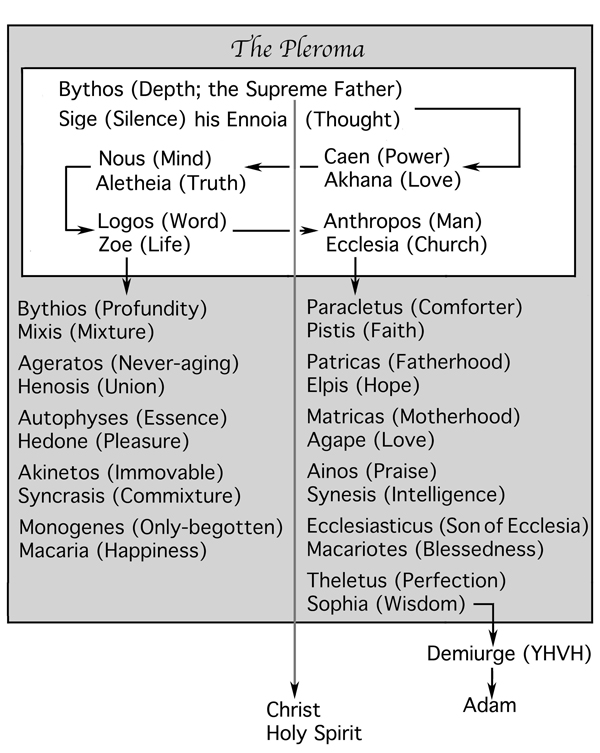 The Pleroma
Bythos (Depth; the Supreme Father)
Sige (Silence) his Ennoia (Thought)
Nous (Mind)
Aletheia (Truth)
Caen (Power)
Akhana (Love)
Logos (Word)
Zoe (Life)
Anthropos (Man)
Ecclesia (Church)
Bythios (Profundity)
Mixis (Mixture)
Ageratos (Never-aging)
Henosis (Union)
Autophyses (Essence)
Hedone (Pleasure)
Akinetos (Immovable)
Syncrasis (Commixture)
Monogenes (Only-begotten)
Macaria (Happiness)
Paracletus (Comforter)
Pistis (Faith)
Patricas (Fatherhood)
Elpis (Hope)
Matricas (Motherhood)
Agape (Love)
Ainos (Praise)
Synesis (Intelligence)
Ecclesiasticus (Son of Ecclesia)
Macariotes (Blessedness)
Theletus (Perfection)
Sophia (Wisdom)
Demiurge (YHVH)
Adam
Christ
Holy Spirit